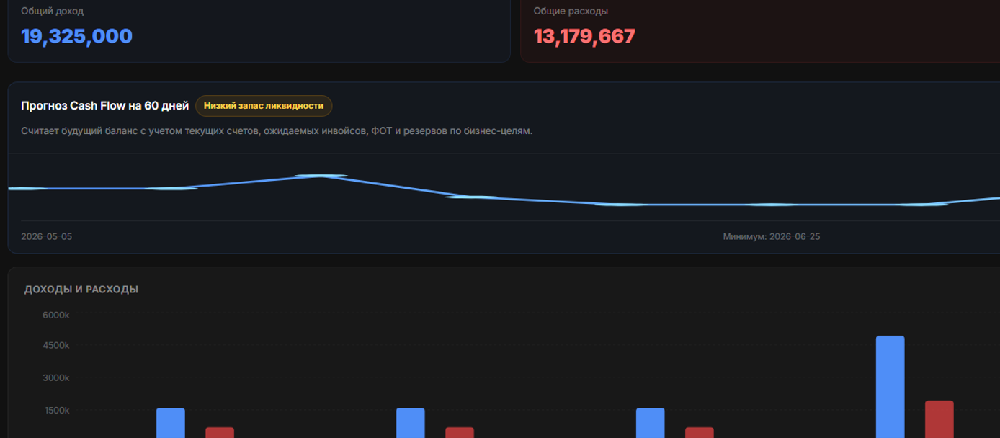 Общий доход
19,325,000
Общие расходы
13,179,667
Прогноз Cash Flow на 60 дней
Низкий запас ликвидности
Считает будущий баланс с учетом текущих счетов, ожидаемых инвойсов, ФОТ и резервов по бизнес-целям.
2026-05-05
Минимум: 2026-06-25
ДОХОДЫ И РАСХОДЫ
6000k
4500k
3000k
1500k